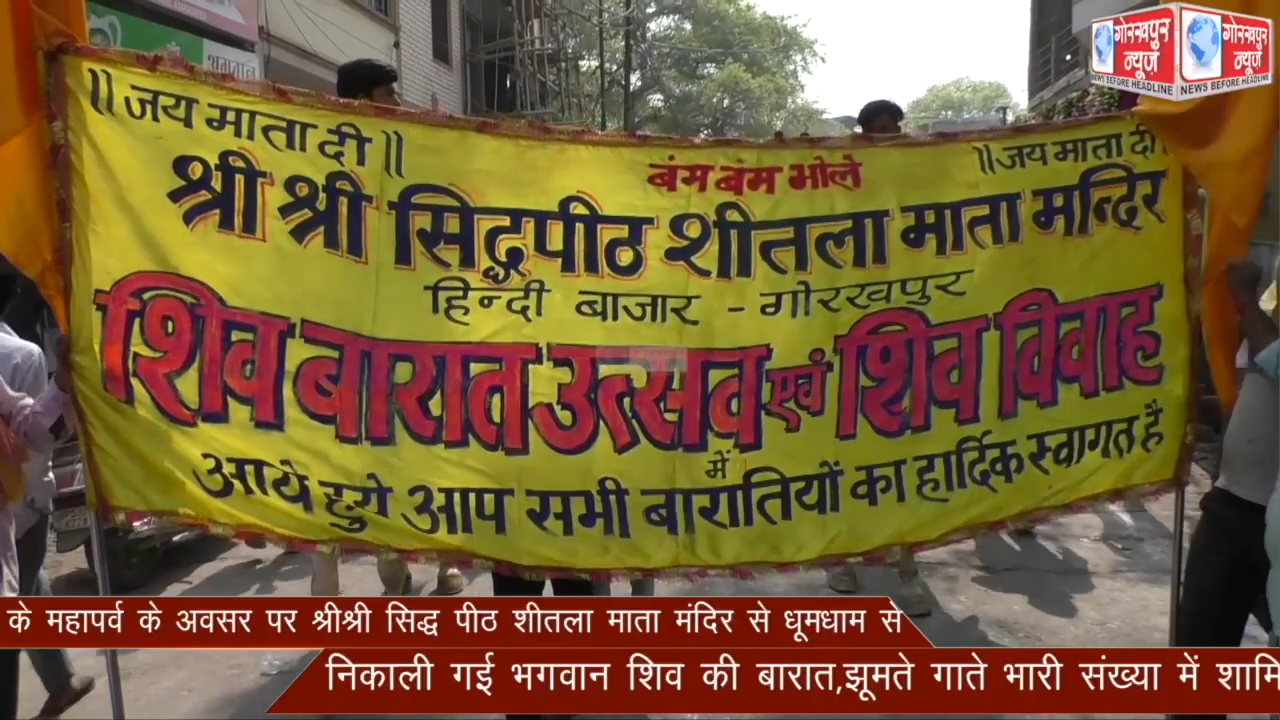 गोरखपुर न्यूज़ गोरखपुर न्यूज़
NEWS BEFORE HEADLINE NEWS BEFORE HEADLINE
॥जय माता दी॥ बंम बंम भोले ॥जय माता दी
श्री श्री सिद्धपीठ शीतला माता मन्दिर
हिन्दी बाजार - गोरखपुर
शिव बारात उत्सव एवं शिव विवाह
में
आये हुये आप सभी बारातियों का हार्दिक स्वागत है
के महापर्व के अवसर पर श्रीश्री सिद्ध पीठ शीतला माता मंदिर से धूमधाम से
निकाली गई भगवान शिव की बारात,झूमते गाते भारी संख्या में शामि